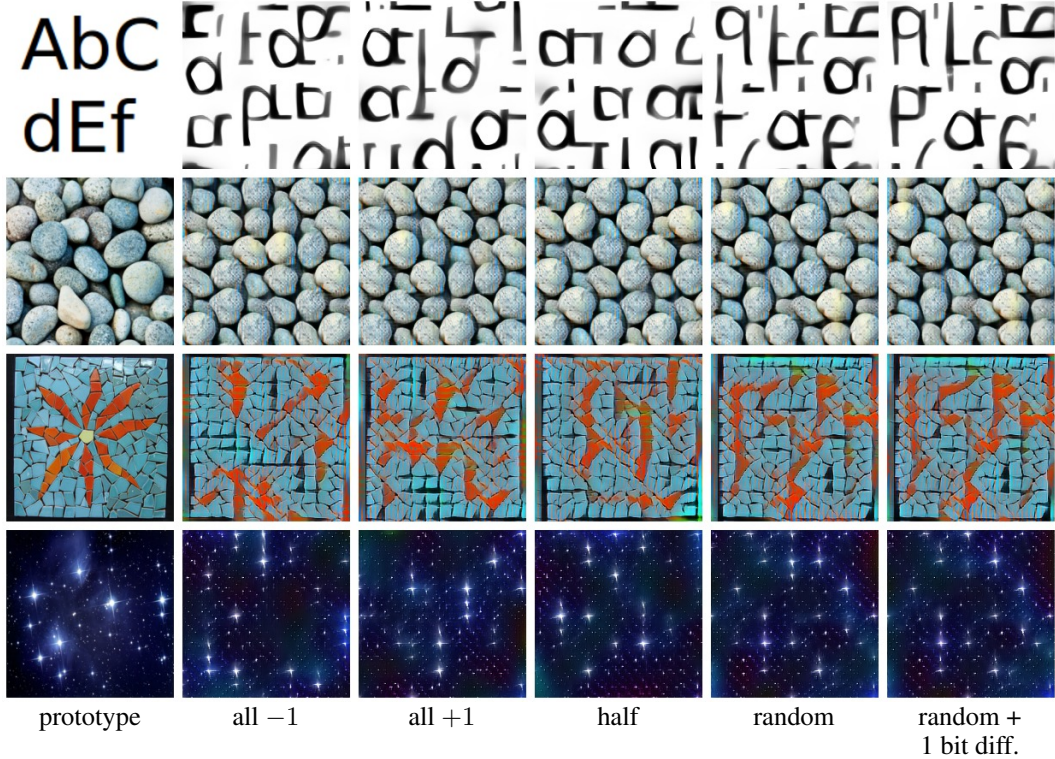 AbC
dEf
prototype
all −1
all +1
half
random
random +
1 bit diff.